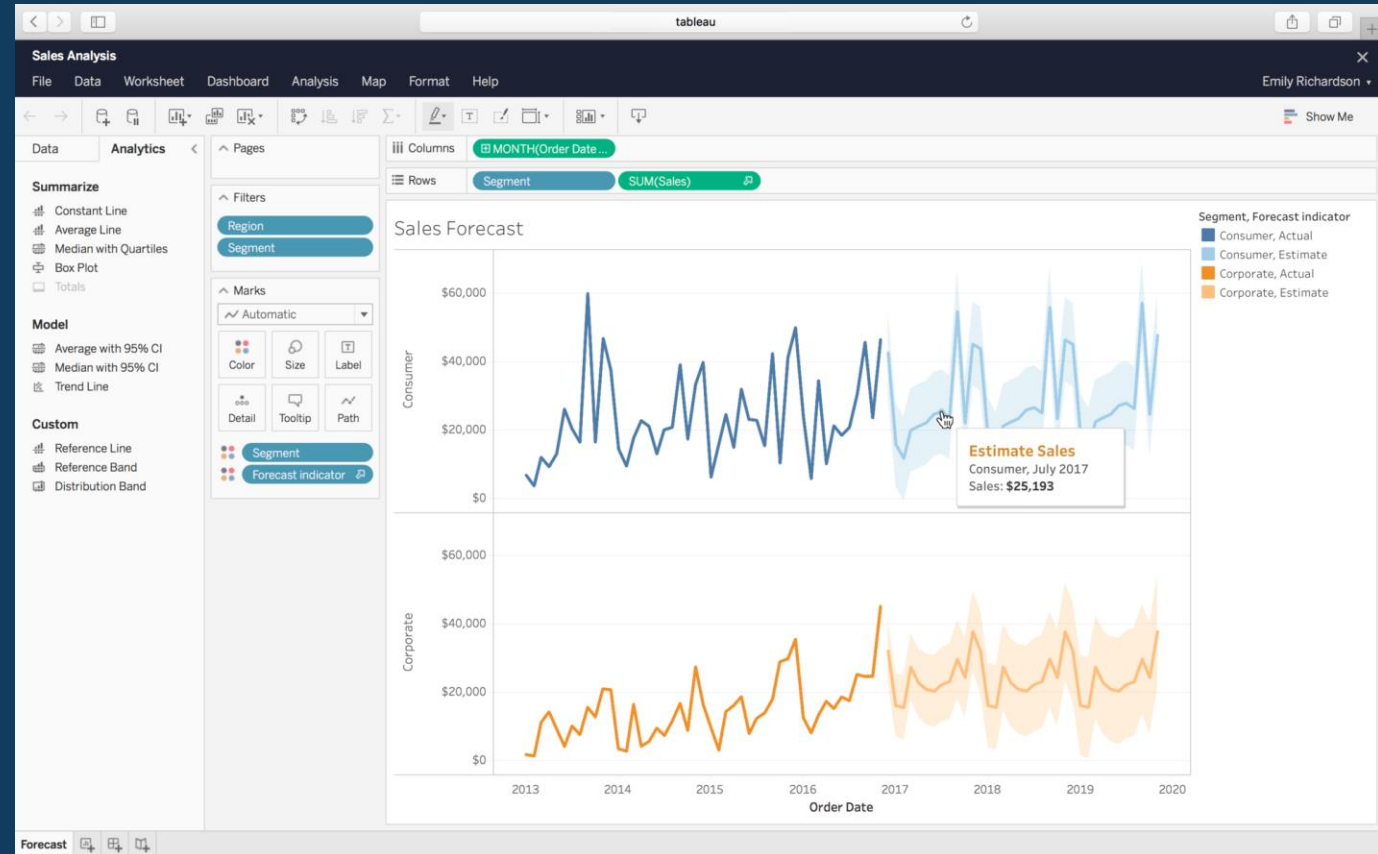 tableau
Sales Analysis
File Data Worksheet Dashboard Analysis Map Format Help
Emily Richardson
Show Me
Data Analytics
Summarize
Constant Line
Average Line
Median with Quartiles
Box Plot
Totals
Model
Average with 95% CI
Median with 95% CI
Trend Line
Custom
Reference Line
Reference Band
Distribution Band
Pages
Filters
Region
Segment
Marks
Automatic
Color Size Label
Detail Tooltip Path
Segment
Forecast indicator
Columns MONTH(Order Date...
Rows Segment SUM(Sales)
Sales Forecast
Consumer
$60,000
$40,000
$20,000
$0
Estimate Sales
Consumer, July 2017
Sales: $25,193
Corporate
$60,000
$40,000
$20,000
$0
2013 2014 2015 2016 2017 2018 2019 2020
Order Date
Segment, Forecast indicator
Consumer, Actual
Consumer, Estimate
Corporate, Actual
Corporate, Estimate
Forecast